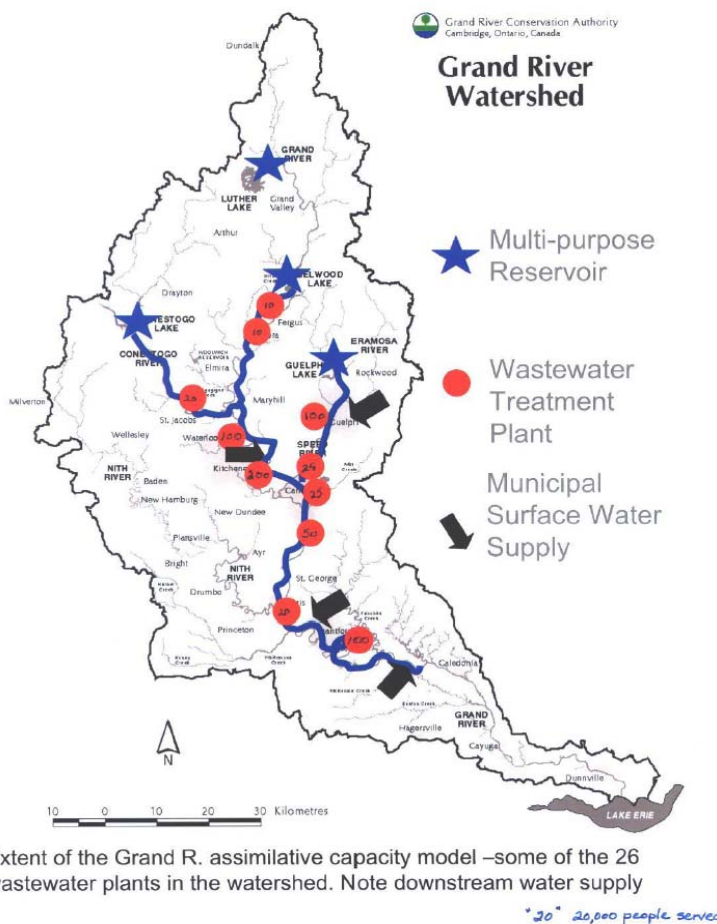 Grand River Conservation Authority
Cambridge, Ontario, Canada
Grand River
Watershed
Dundalk
GRAND
RIVER
LUTHER
LAKE
Grand
Valley
Arthur
ELWOOD
LAKE
Drayton
10
Fergus
10
ESTOGO
LAKE
CONESTOGO
RIVER
WOOLWICH
RESERVOIR
Elmira
ERAMOSA
RIVER
GUELPH
LAKE
Rockwood
Milverton
20
St. Jacobs
Maryhill
100
Guelph
Wellesley
Waterloo
100
SPEED
RIVER
NITH
RIVER
Baden
Kitchener
200
25
25
New Hamburg
New Dundee
50
Plattsville
Ayr
Bright
NITH
RIVER
St. George
Drumbo
20
Princeton
100
Caledonia
GRAND
RIVER
Hagersville
Cayuga
Dunnville
LAKE ERIE
Multi-purpose
Reservoir
Wastewater
Treatment
Plant
Municipal
Surface Water
Supply
N
10 0 10 20 30 Kilometres
xtent of the Grand R. assimilative capacity model –some of the 26
wastewater plants in the watershed. Note downstream water supply
"20" 20,000 people served